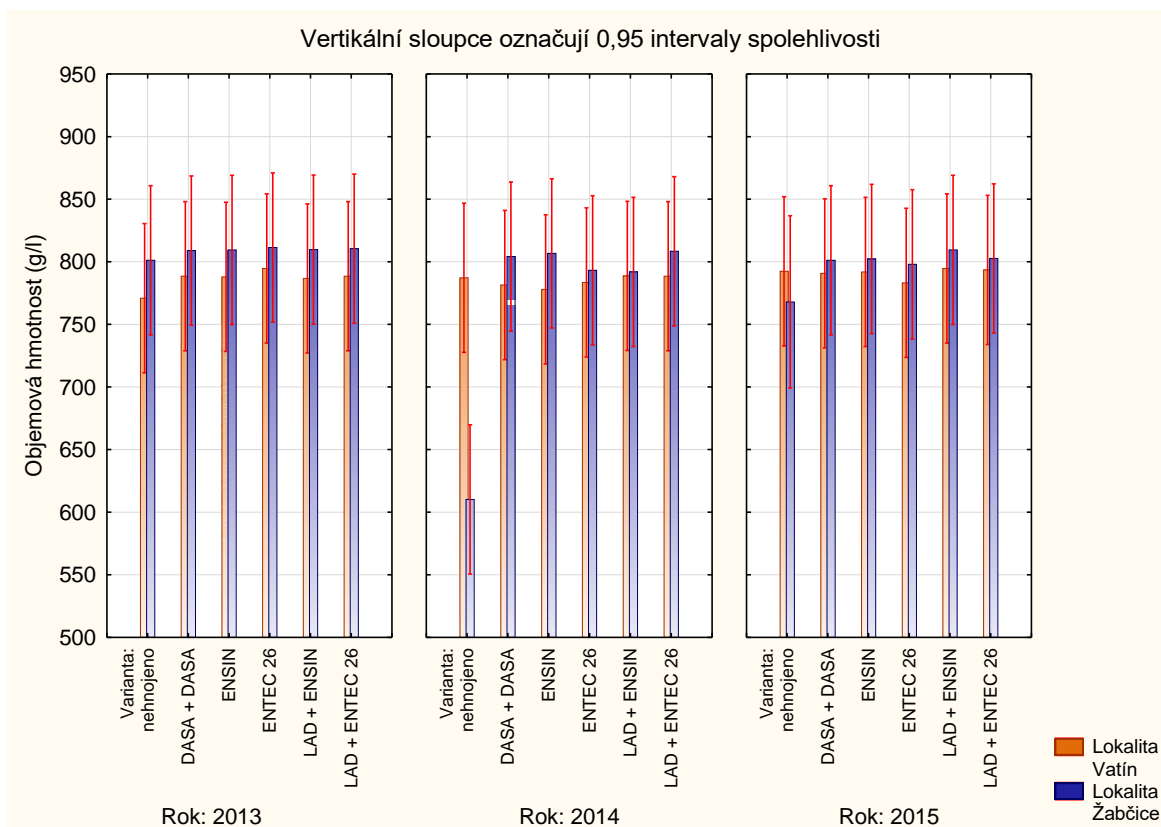 Vertikální sloupce označují 0,95 intervaly spolehlivosti
Objemová hmotnost (g/l)
950
900
850
800
750
700
650
600
550
500
Varianta:
nehnojeno
DASA + DASA
ENSIN
ENTEC 26
LAD + ENSIN
LAD + ENTEC 26
Rok: 2013
Varianta:
nehnojeno
DASA + DASA
ENSIN
ENTEC 26
LAD + ENSIN
LAD + ENTEC 26
Rok: 2014
Varianta:
nehnojeno
DASA + DASA
ENSIN
ENTEC 26
LAD + ENSIN
LAD + ENTEC 26
Rok: 2015
Lokalita
Vatín
Lokalita
Žabčice